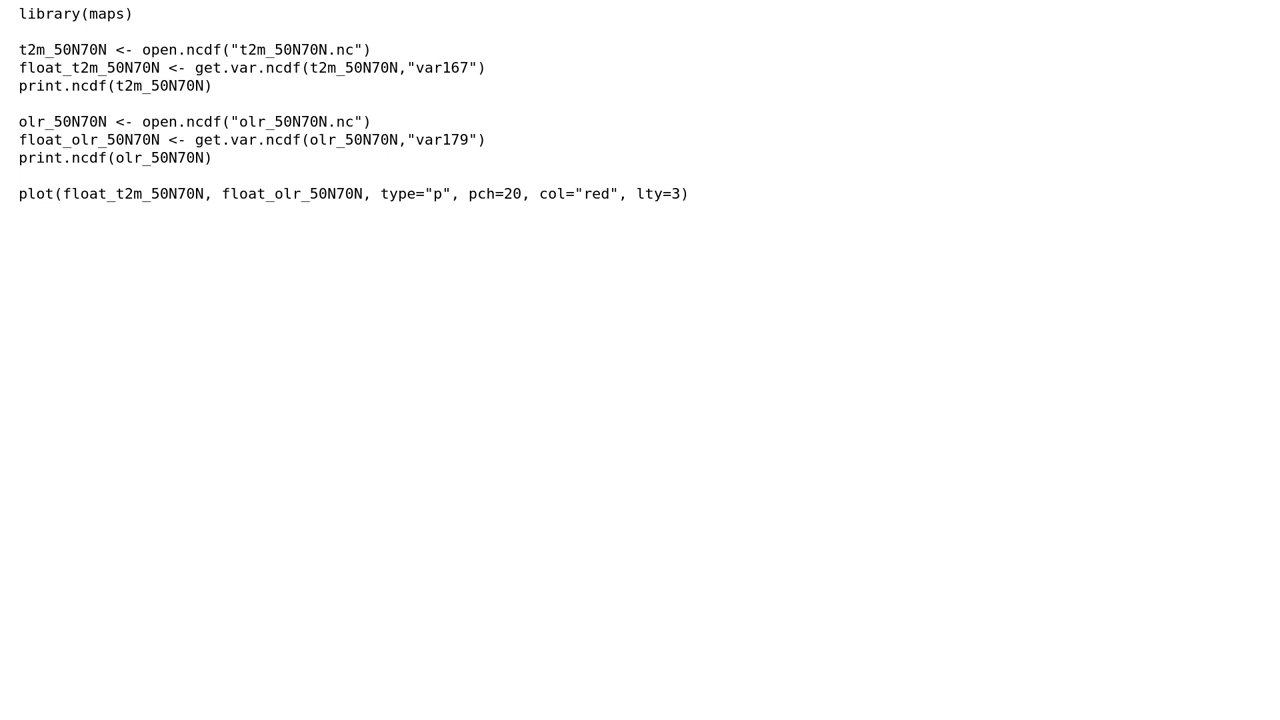 library(maps)
t2m_50N70N <- open.ncdf("t2m_50N70N.nc")
float_t2m_50N70N <- get.var.ncdf(t2m_50N70N,"var167")
print.ncdf(t2m_50N70N)
olr_50N70N <- open.ncdf("olr_50N70N.nc")
float_olr_50N70N <- get.var.ncdf(olr_50N70N,"var179")
print.ncdf(olr_50N70N)
plot(float_t2m_50N70N, float_olr_50N70N, type="p", pch=20, col="red", lty=3)